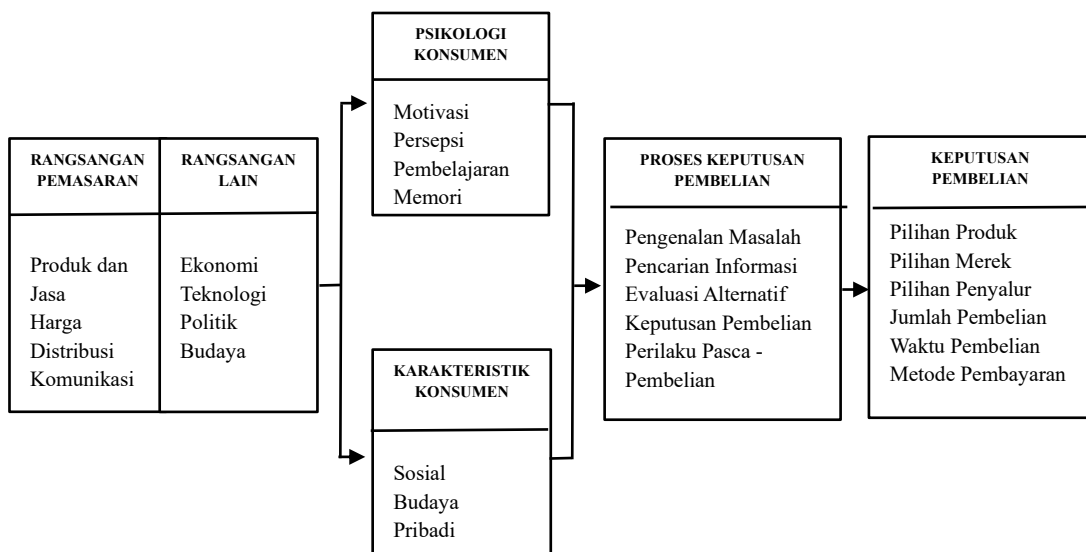 RANGSANGAN
PEMASARAN
Produk dan
Jasa
Harga
Distribusi
Komunikasi
RANGSANGAN
LAIN
Ekonomi
Teknologi
Politik
Budaya
PSIKOLOGI
KONSUMEN
Motivasi
Persepsi
Pembelajaran
Memori
KARAKTERISTIK
KONSUMEN
Sosial
Budaya
Pribadi
PROSES KEPUTUSAN
PEMBELIAN
Pengenalan Masalah
Pencarian Informasi
Evaluasi Alternatif
Keputusan Pembelian
Perilaku Pasca -
Pembelian
KEPUTUSAN
PEMBELIAN
Pilihan Produk
Pilihan Merek
Pilihan Penyalur
Jumlah Pembelian
Waktu Pembelian
Metode Pembayaran